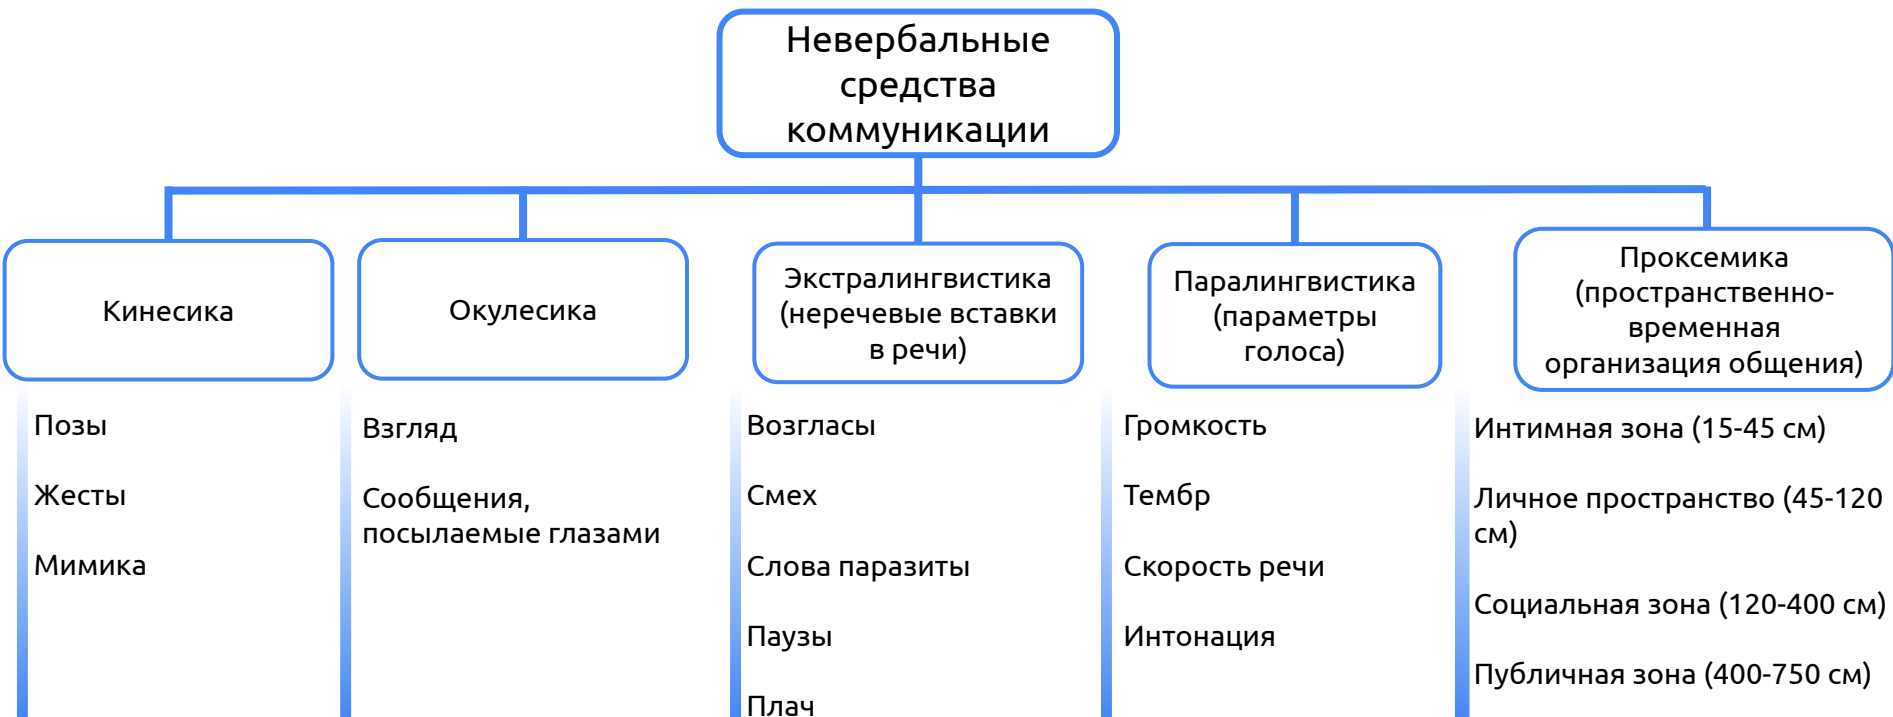 Невербальные
средства
коммуникации
Кинесика
Окулесика
Экстралингвистика
(неречевые вставки
в речи)
Паралингвистика
(параметры
голоса)
Проксемика
(пространственно-
временная
организация общения)
Позы
Жесты
Мимика
Взгляд
Сообщения,
посылаемые глазами
Возгласы
Смех
Слова паразиты
Паузы
Плач
Громкость
Тембр
Скорость речи
Интонация
Интимная зона (15-45 см)
Личное пространство (45-120
см)
Социальная зона (120-400 см)
Публичная зона (400-750 см)